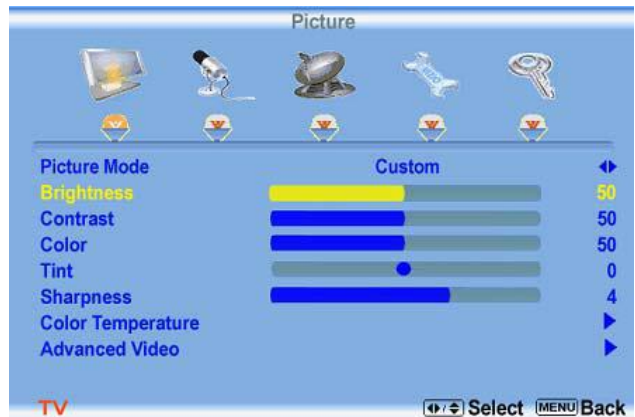 Picture
Picture Mode Custom
Brightness 50
Contrast 50
Color 50
Tint 0
Sharpness 4
Color Temperature
Advanced Video
TV Select MENU Back